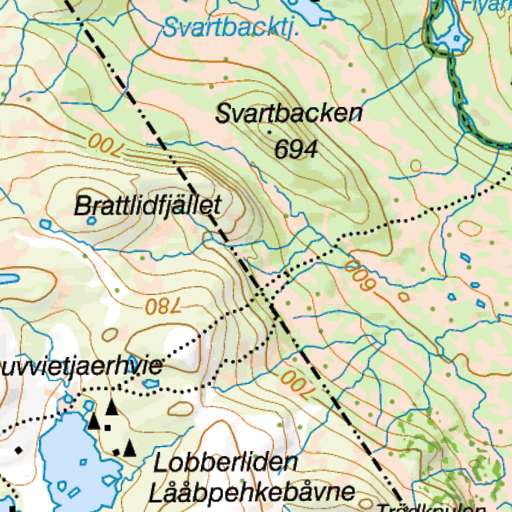 Svartbacktj.
Svartbacken
694
700
Brattlidfjället
600
780
700
Lobberliden
Lååbpehkebåvne